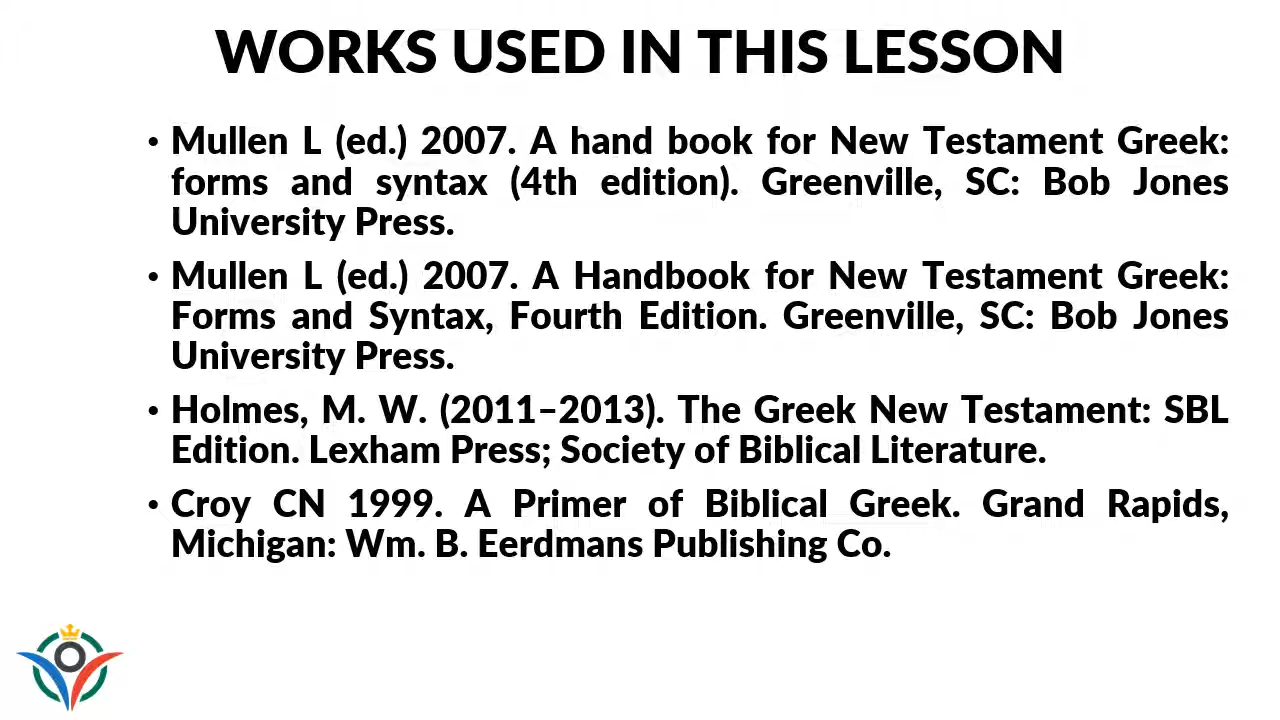 WORKS USED IN THIS LESSON
• Mullen L (ed.) 2007. A hand book for New Testament Greek:
forms and syntax (4th edition). Greenville, SC: Bob Jones
University Press.
• Mullen L (ed.) 2007. A Handbook for New Testament Greek:
Forms and Syntax, Fourth Edition. Greenville, SC: Bob Jones
University Press.
• Holmes, M. W. (2011–2013). The Greek New Testament: SBL
Edition. Lexham Press; Society of Biblical Literature.
• Croy CN 1999. A Primer of Biblical Greek. Grand Rapids,
Michigan: Wm. B. Eerdmans Publishing Co.